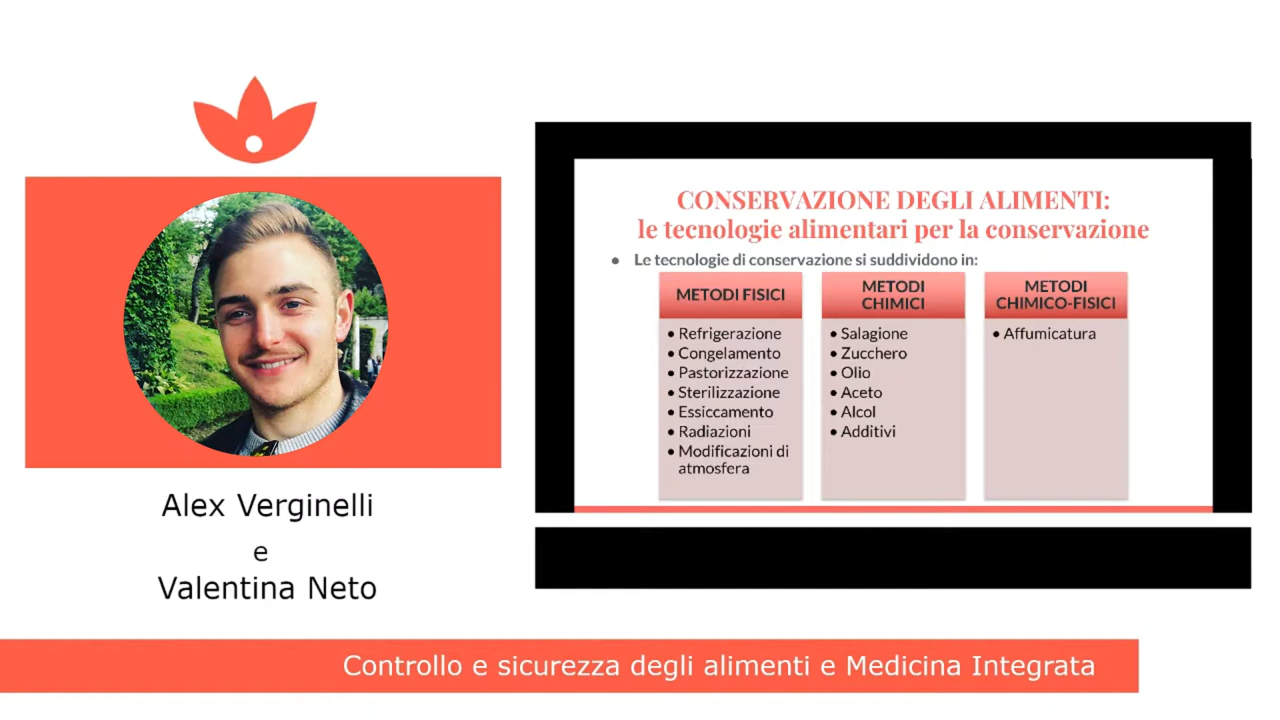 CONSERVAZIONE DEGLI ALIMENTI:
le tecnologie alimentari per la conservazione
● Le tecnologie di conservazione si suddividono in:
METODI FISICI
• Refrigerazione
• Congelamento
• Pastorizzazione
• Sterilizzazione
• Essiccamento
• Radiazioni
• Modificazioni di
atmosfera
METODI
CHIMICI
• Salagione
• Zucchero
• Olio
• Aceto
• Alcol
• Additivi
METODI
CHIMICO-FISICI
• Affumicatura
Alex Verginelli
e
Valentina Neto
Controllo e sicurezza degli alimenti e Medicina Integrata